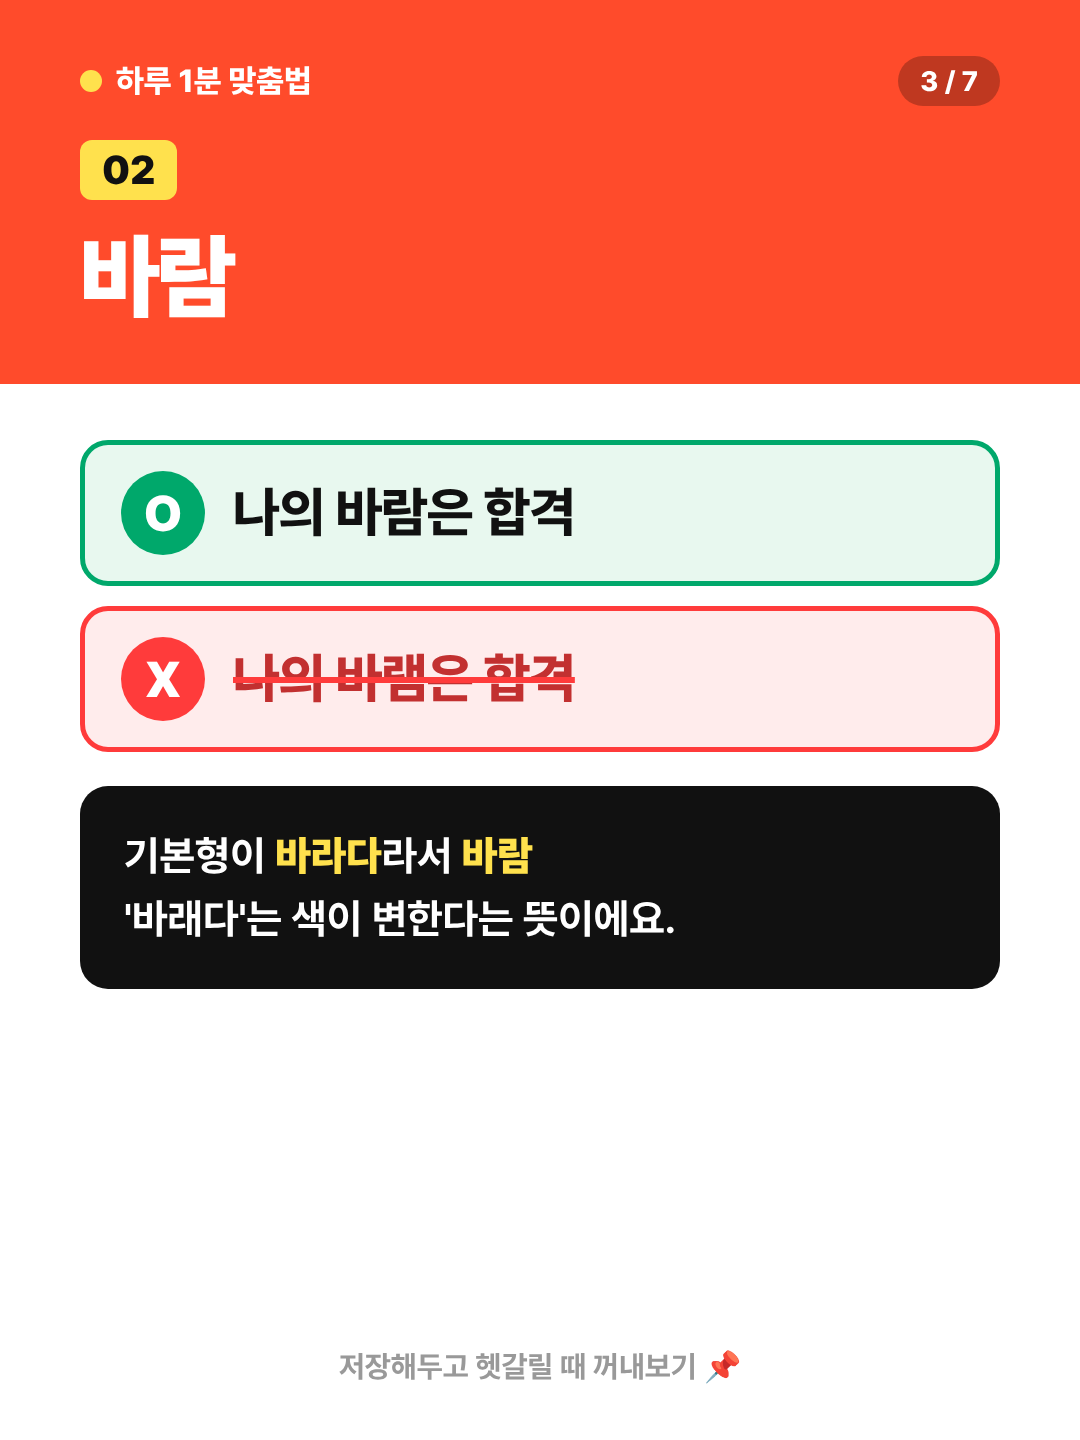 하루 1분 맞춤법
3 / 7
02
바람
O 나의 바람은 합격
X 나의 바램은 합격
기본형이 바라다라서 바람
'바래다'는 색이 변한다는 뜻이에요.
저장해두고 헷갈릴 때 꺼내보기 📌